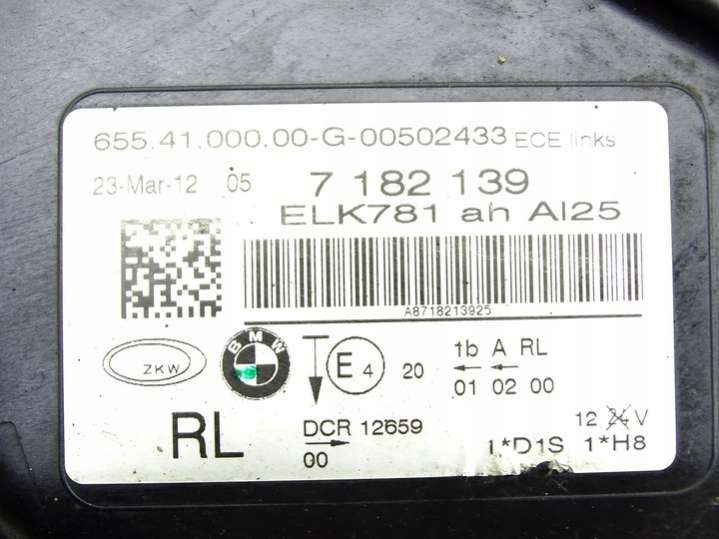 655.41.000.00-G-00502433 ECE links
23-Mar-12 05 7 182 139
ELK781 ah AI25
A8718213925
ZKW
BMW
E4 20
1b A RL
01 02 00
RL
DCR 12659
00
12 24 V
1*D1S 1*H8